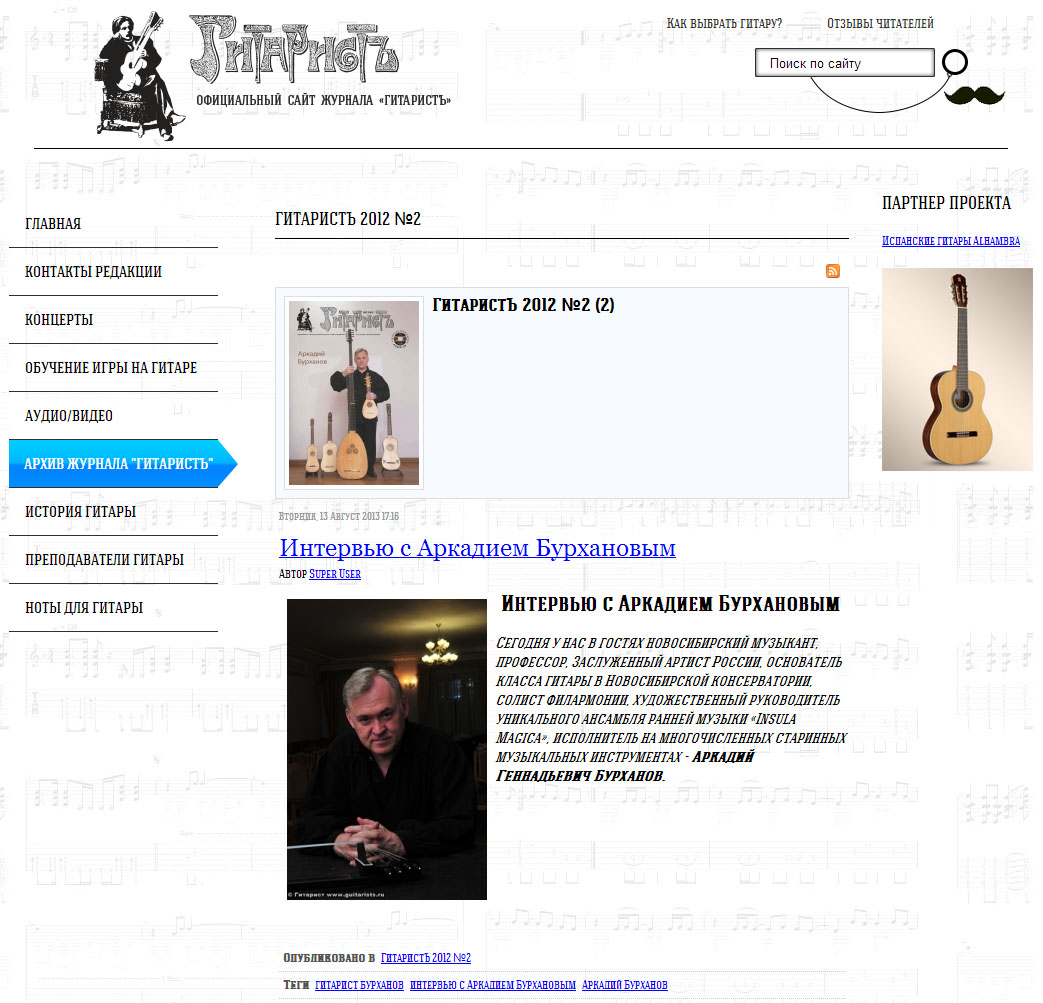 Как выбрать гитару?
Отзывы читателей
Гитаристъ
Поиск по сайту
официальный сайт журнала «гитаристъ»
ПАРТНЕР ПРОЕКТА
Испанские гитары Alhambra
ГЛАВНАЯ
КОНТАКТЫ РЕДАКЦИИ
КОНЦЕРТЫ
ОБУЧЕНИЕ ИГРЫ НА ГИТАРЕ
АУДИО/ВИДЕО
АРХИВ ЖУРНАЛА "ГИТАРИСТЪ"
ИСТОРИЯ ГИТАРЫ
ПРЕПОДАВАТЕЛИ ГИТАРЫ
НОТЫ ДЛЯ ГИТАРЫ
ГИТАРИСТЪ 2012 №2
Гитаристъ
Аркадий
Бурханов
ГитаристЪ 2012 №2 (2)
Вторник, 13 Август 2013 17:16
Интервью с Аркадием Бурхановым
Автор Super User
Интервью с Аркадием Бурхановым
Сегодня у нас в гостях новосибирский музыкант,
профессор, заслуженный артист России, основатель
класса гитары в Новосибирской консерватории,
солист филармонии, художественный руководитель
уникального ансамбля ранней музыки «Insula
Magica», исполнитель на многочисленных старинных
музыкальных инструментах - Аркадий
Геннадьевич Бурханов.
© Гитарист www.guitarists.ru
Опубликовано в ГитаристЪ 2012 №2
Теги гитарист Бурханов интервью с Аркадием Бурхановым Аркадий Бурханов